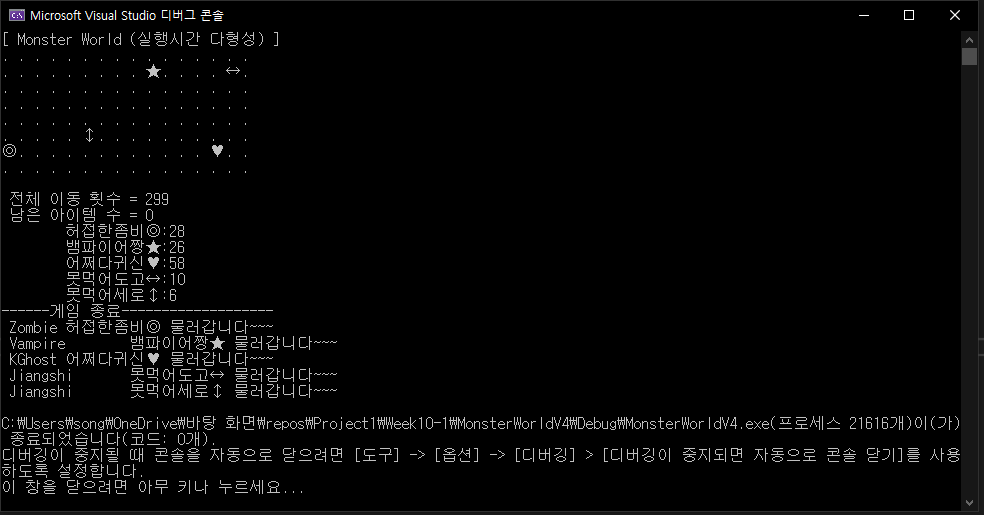 Microsoft Visual Studio 디버그 콘솔
[ Monster World (실행시간 다형성) ]
. . . . . . . . . . . . . . . .
. . . . . . . . . ★. . . . ↔.
. . . . . . . . . . . . . . . .
. . . . . . . . . . . . . . . .
. . . . . . . . . . . . . . . .
. . . . . ↕. . . . . . . . . .
◎. . . . . . . . . . . . ♥. .
. . . . . . . . . . . . . . . .
전체 이동 횟수 = 299
남은 아이템 수 = 0
허접한좀비◎:28
뱀파이어짱★:26
어쩌다귀신♥:58
못먹어도고↔:10
못먹어세로↕:6
------게임 종료-------------------
Zombie 허접한좀비◎ 물러갑니다~~~
Vampire 뱀파이어짱★ 물러갑니다~~~
KGhost 어쩌다귀신♥ 물러갑니다~~~
Jiangshi 못먹어도고↔ 물러갑니다~~~
Jiangshi 못먹어세로↕ 물러갑니다~~~
C:₩Users₩song₩OneDrive₩바탕 화면₩repos₩Project1₩Week10-1₩MonsterWorldV4₩Debug₩MonsterWorldV4.exe(프로세스 21616개)이(가)
종료되었습니다(코드: 0개).
디버깅이 중지될 때 콘솔을 자동으로 닫으려면 [도구] -> [옵션] -> [디버깅] > [디버깅이 중지되면 자동으로 콘솔 닫기]를 사용
하도록 설정합니다.
이 창을 닫으려면 아무 키나 누르세요...